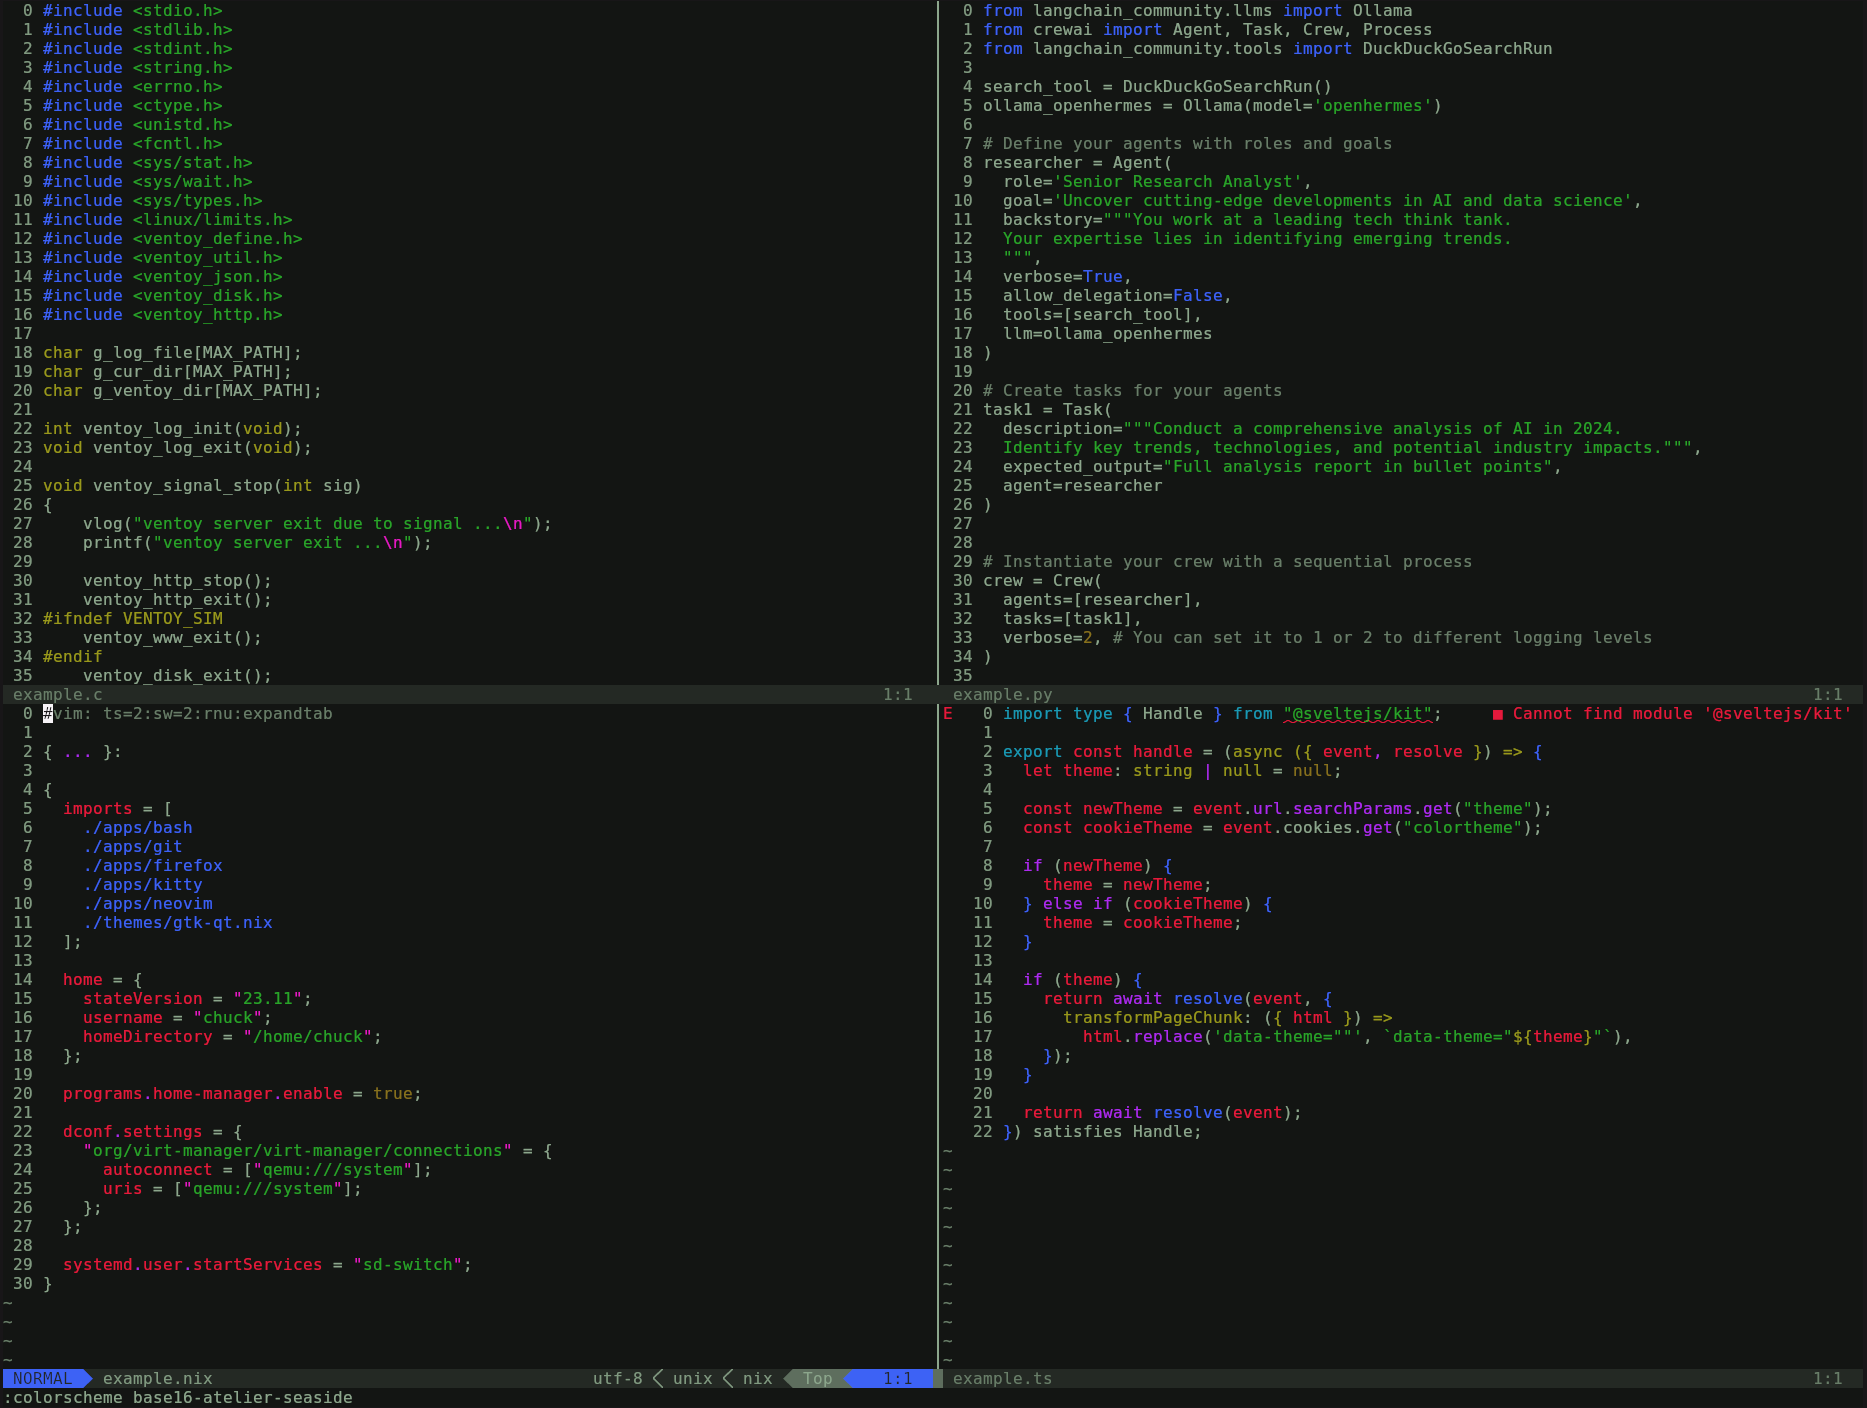 0 #include <stdio.h>
1 #include <stdlib.h>
2 #include <stdint.h>
3 #include <string.h>
4 #include <errno.h>
5 #include <ctype.h>
6 #include <unistd.h>
7 #include <fcntl.h>
8 #include <sys/stat.h>
9 #include <sys/wait.h>
10 #include <sys/types.h>
11 #include <linux/limits.h>
12 #include <ventoy_define.h>
13 #include <ventoy_util.h>
14 #include <ventoy_json.h>
15 #include <ventoy_disk.h>
16 #include <ventoy_http.h>
17
18 char g_log_file[MAX_PATH];
19 char g_cur_dir[MAX_PATH];
20 char g_ventoy_dir[MAX_PATH];
21
22 int ventoy_log_init(void);
23 void ventoy_log_exit(void);
24
25 void ventoy_signal_stop(int sig)
26 {
27     vlog("ventoy server exit due to signal ...\n");
28     printf("ventoy server exit ...\n");
29
30     ventoy_http_stop();
31     ventoy_http_exit();
32 #ifndef VENTOY_SIM
33     ventoy_www_exit();
34 #endif
35     ventoy_disk_exit();
example.c 1:1
0 from langchain_community.llms import Ollama
1 from crewai import Agent, Task, Crew, Process
2 from langchain_community.tools import DuckDuckGoSearchRun
3
4 search_tool = DuckDuckGoSearchRun()
5 ollama_openhermes = Ollama(model='openhermes')
6
7 # Define your agents with roles and goals
8 researcher = Agent(
9   role='Senior Research Analyst',
10   goal='Uncover cutting-edge developments in AI and data science',
11   backstory="""You work at a leading tech think tank.
12   Your expertise lies in identifying emerging trends.
13   """,
14   verbose=True,
15   allow_delegation=False,
16   tools=[search_tool],
17   llm=ollama_openhermes
18 )
19
20 # Create tasks for your agents
21 task1 = Task(
22   description="""Conduct a comprehensive analysis of AI in 2024.
23   Identify key trends, technologies, and potential industry impacts.""",
24   expected_output="Full analysis report in bullet points",
25   agent=researcher
26 )
27
28
29 # Instantiate your crew with a sequential process
30 crew = Crew(
31   agents=[researcher],
32   tasks=[task1],
33   verbose=2, # You can set it to 1 or 2 to different logging levels
34 )
35
example.py 1:1
0 #vim: ts=2:sw=2:rnu:expandtab
1
2 { ... }:
3
4 {
5   imports = [
6     ./apps/bash
7     ./apps/git
8     ./apps/firefox
9     ./apps/kitty
10     ./apps/neovim
11     ./themes/gtk-qt.nix
12   ];
13
14   home = {
15     stateVersion = "23.11";
16     username = "chuck";
17     homeDirectory = "/home/chuck";
18   };
19
20   programs.home-manager.enable = true;
21
22   dconf.settings = {
23     "org/virt-manager/virt-manager/connections" = {
24       autoconnect = ["qemu:///system"];
25       uris = ["qemu:///system"];
26     };
27   };
28
29   systemd.user.startServices = "sd-switch";
30 }
~
~
~
~
NORMAL example.nix utf-8 unix nix Top 1:1
E 0 import type { Handle } from "@sveltejs/kit"; ■ Cannot find module '@sveltejs/kit'
1
2 export const handle = (async ({ event, resolve }) => {
3   let theme: string | null = null;
4
5   const newTheme = event.url.searchParams.get("theme");
6   const cookieTheme = event.cookies.get("colortheme");
7
8   if (newTheme) {
9     theme = newTheme;
10   } else if (cookieTheme) {
11     theme = cookieTheme;
12   }
13
14   if (theme) {
15     return await resolve(event, {
16       transformPageChunk: ({ html }) =>
17         html.replace('data-theme=""', `data-theme="${theme}"`),
18     });
19   }
20
21   return await resolve(event);
22 }) satisfies Handle;
~
~
~
~
~
~
~
~
~
~
~
~
example.ts 1:1
:colorscheme base16-atelier-seaside